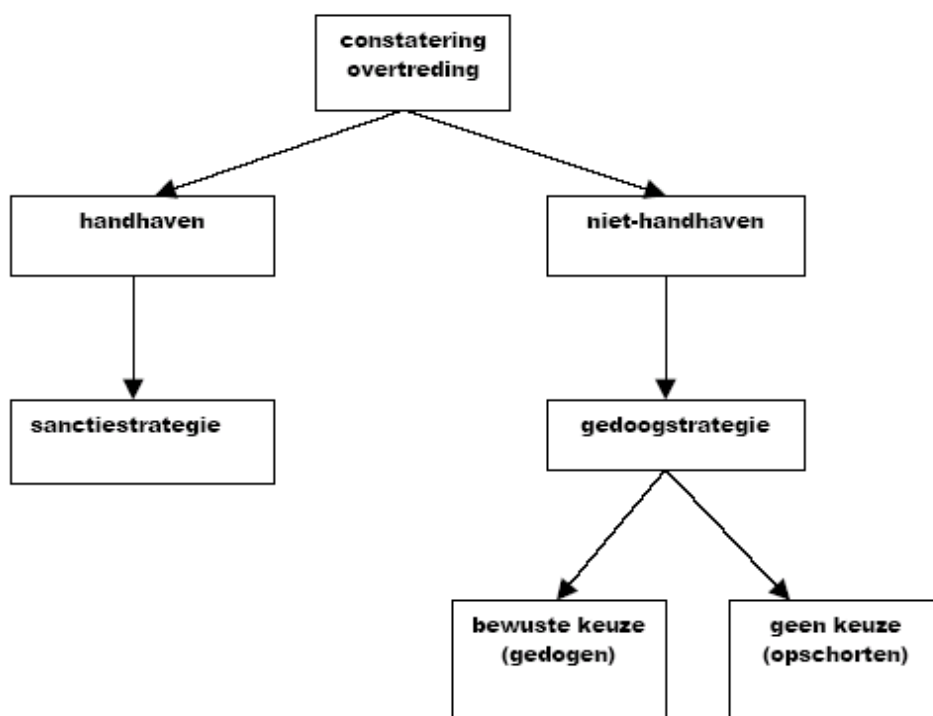 constatering
overtreding
handhaven
niet-handhaven
sanctiestrategie
gedoogstrategie
bewuste keuze
(gedogen)
geen keuze
(opschorten)